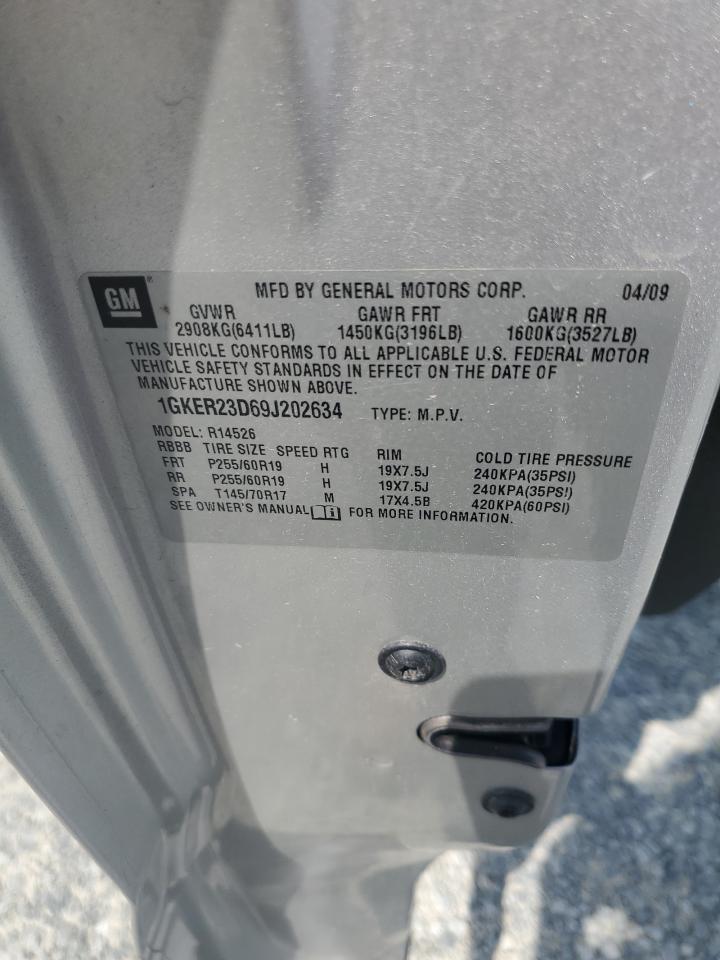 GM ® MFD BY GENERAL MOTORS CORP. 04/09
GVWR GAWR FRT GAWR RR
2908KG(6411LB) 1450KG(3196LB) 1600KG(3527LB)
THIS VEHICLE CONFORMS TO ALL APPLICABLE U.S. FEDERAL MOTOR
VEHICLE SAFETY STANDARDS IN EFFECT ON THE DATE OF
MANUFACTURE SHOWN ABOVE.
1GKER23D69J202634 TYPE: M.P.V.
MODEL: R14526
RBBB TIRE SIZE SPEED RTG RIM COLD TIRE PRESSURE
FRT P255/60R19 H 19X7.5J 240KPA(35PSI)
RR P255/60R19 H 19X7.5J 240KPA(35PSI)
SPA T145/70R17 M 17X4.5B 420KPA(60PSI)
SEE OWNER'S MANUAL i FOR MORE INFORMATION.